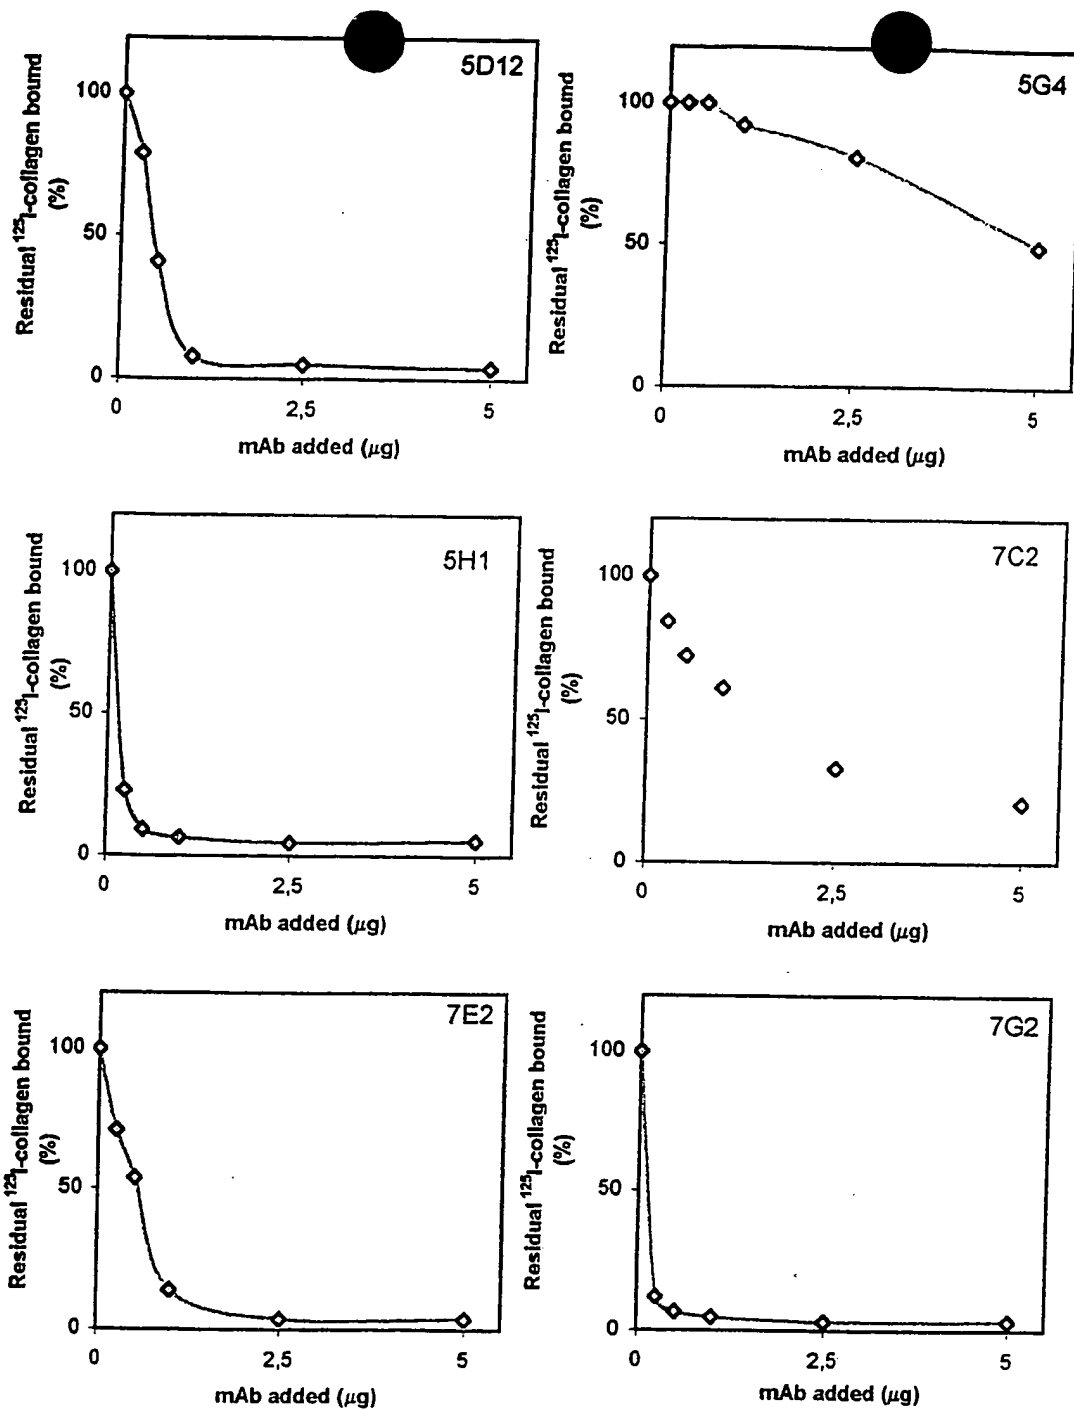 5D12
Residual ¹²⁵I-collagen bound
(%)
100
50
0
0 2,5 5
mAb added (μg)
5G4
Residual ¹²⁵I-collagen bound
(%)
100
50
0
0 2,5 5
mAb added (μg)
5H1
Residual ¹²⁵I-collagen bound
(%)
100
50
0
0 2,5 5
mAb added (μg)
7C2
Residual ¹²⁵I-collagen bound
(%)
100
50
0
0 2,5 5
mAb added (μg)
7E2
Residual ¹²⁵I-collagen bound
(%)
100
50
0
0 2,5 5
mAb added (μg)
7G2
Residual ¹²⁵I-collagen bound
(%)
100
50
0
0 2,5 5
mAb added (μg)